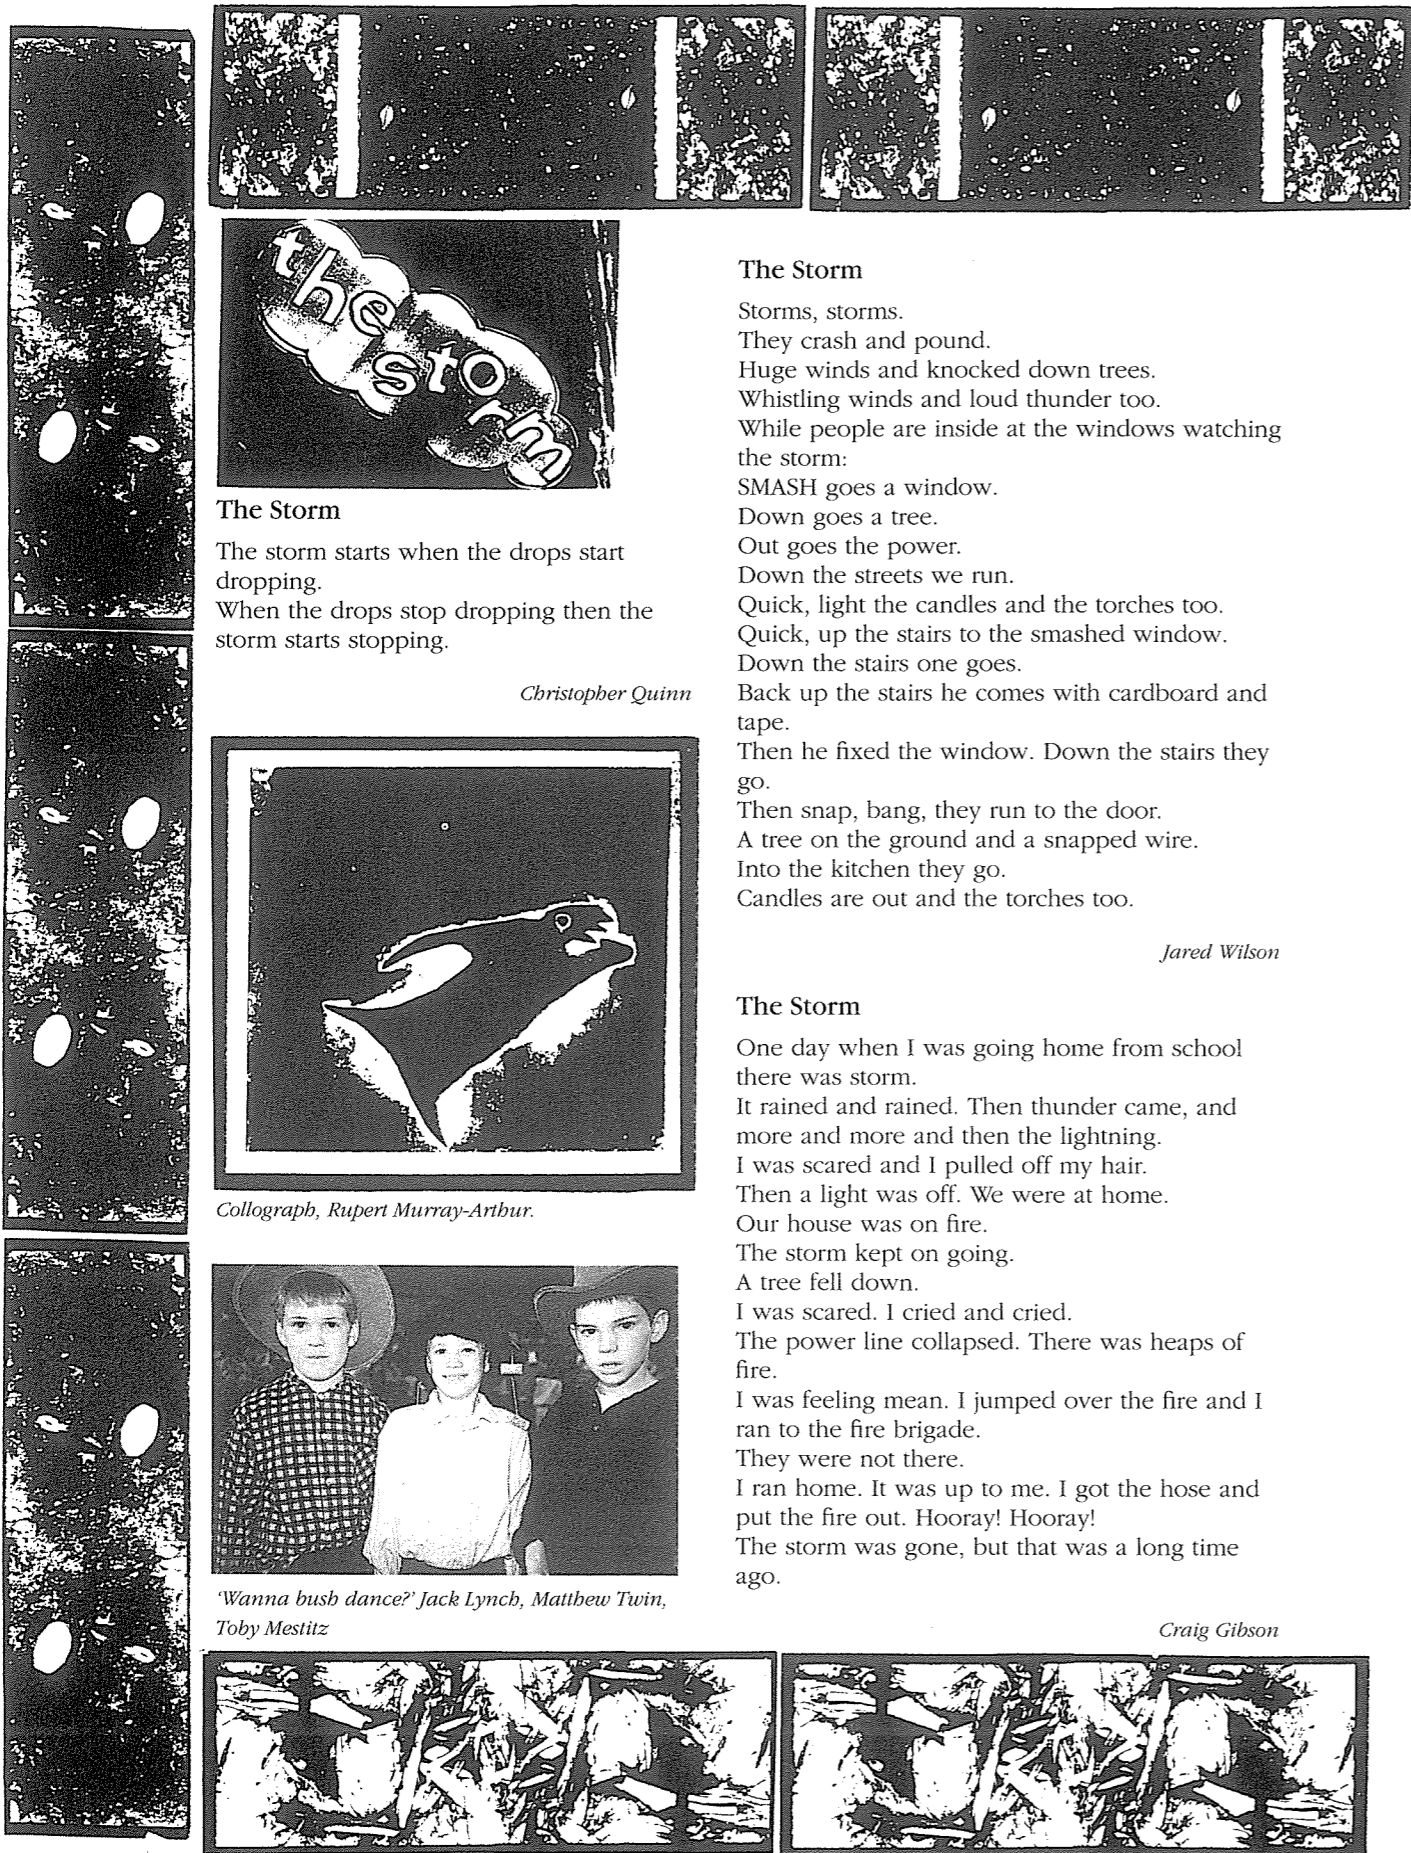 the
storm
The Storm
The storm starts when the drops start
dropping.
When the drops stop dropping then the
storm starts stopping.
Christopher Quinn
Collograph, Rupert Murray-Arthur.
'Wanna bush dance?' Jack Lynch, Matthew Twin,
Toby Mestitz
The Storm
Storms, storms.
They crash and pound.
Huge winds and knocked down trees.
Whistling winds and loud thunder too.
While people are inside at the windows watching
the storm:
SMASH goes a window.
Down goes a tree.
Out goes the power.
Down the streets we run.
Quick, light the candles and the torches too.
Quick, up the stairs to the smashed window.
Down the stairs one goes.
Back up the stairs he comes with cardboard and
tape.
Then he fixed the window. Down the stairs they
go.
Then snap, bang, they run to the door.
A tree on the ground and a snapped wire.
Into the kitchen they go.
Candles are out and the torches too.
Jared Wilson
The Storm
One day when I was going home from school
there was storm.
It rained and rained. Then thunder came, and
more and more and then the lightning.
I was scared and I pulled off my hair.
Then a light was off. We were at home.
Our house was on fire.
The storm kept on going.
A tree fell down.
I was scared. I cried and cried.
The power line collapsed. There was heaps of
fire.
I was feeling mean. I jumped over the fire and I
ran to the fire brigade.
They were not there.
I ran home. It was up to me. I got the hose and
put the fire out. Hooray! Hooray!
The storm was gone, but that was a long time
ago.
Craig Gibson